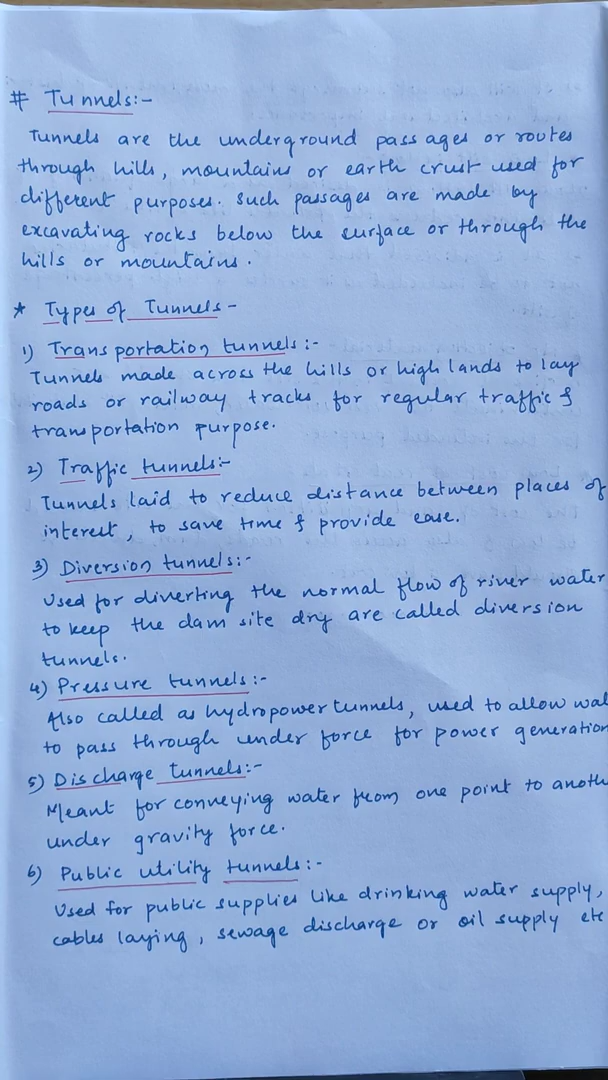 # Tunnels:-
Tunnels are the underground passages or routes
through hills, mountains or earth crust used for
different purposes. Such passages are made by
excavating rocks below the surface or through the
hills or mountains.
* Types of Tunnels -
1) Transportation tunnels :-
Tunnels made across the hills or high lands to lay
roads or railway tracks for regular traffic &
transportation purpose.
2) Traffic tunnels:-
Tunnels laid to reduce distance between places of
interest, to save time & provide ease.
3) Diversion tunnels:-
Used for diverting the normal flow of river water
to keep the dam site dry are called diversion
tunnels.
4) Pressure tunnels:-
Also called as hydropower tunnels, used to allow wat
to pass through under force for power generation
5) Discharge tunnels:-
Meant for conveying water from one point to anothe
under gravity force.
6) Public utility tunnels:-
Used for public supplies like drinking water supply,
cables laying, sewage discharge or oil supply etc